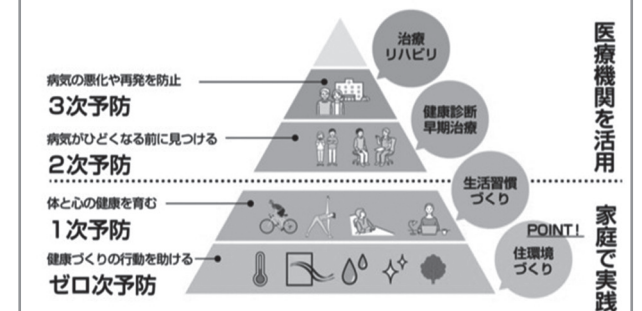 治療
リハビリ
病気の悪化や再発を防止
3次予防
健康診断
早期治療
病気がひどくなる前に見つける
2次予防
医療機関を活用
生活習慣
づくり
体と心の健康を育む
1次予防
POINT!
住環境
づくり
健康づくりの行動を助ける
ゼロ次予防
家庭で実践